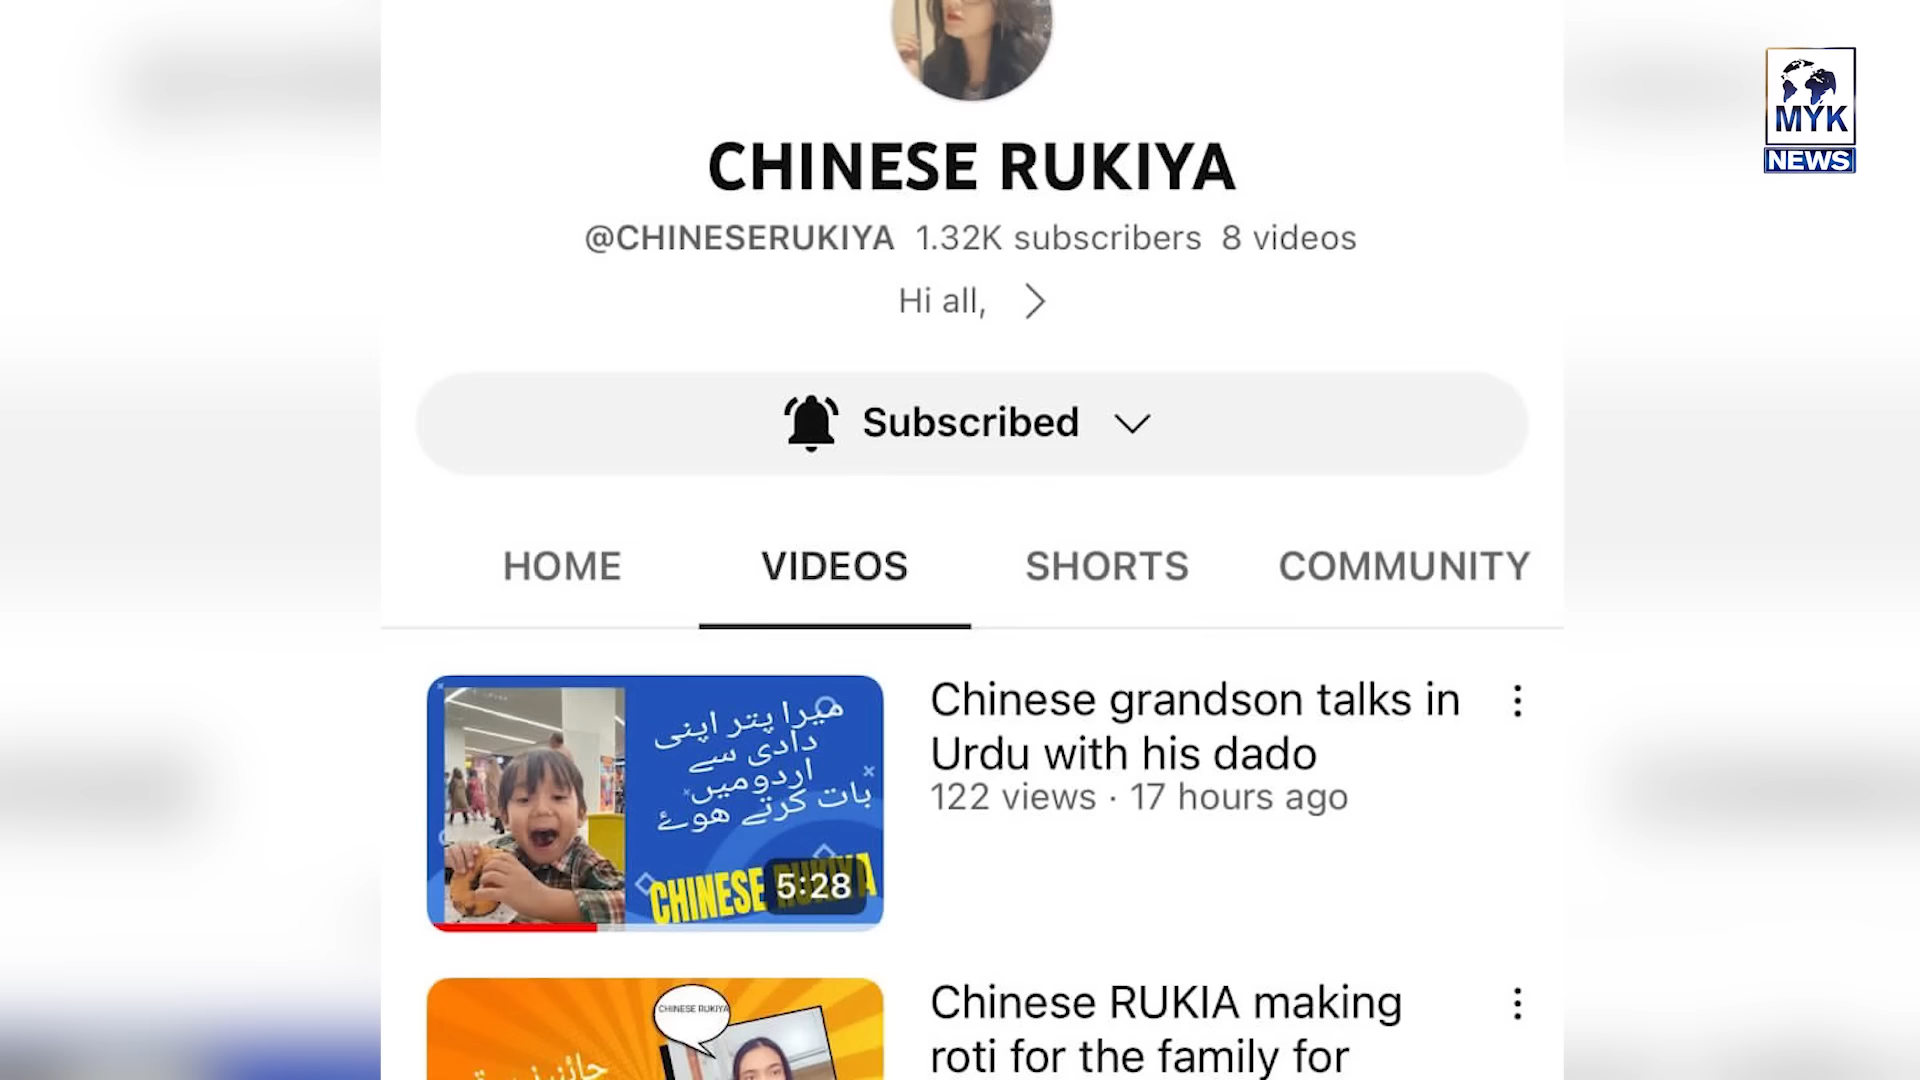 MYK
NEWS
CHINESE RUKIYA
@CHINESERUKIYA 1.32K subscribers 8 videos
Hi all,
Subscribed
HOME VIDEOS SHORTS COMMUNITY
میرا پتر اپنی
دادی سے
اردو میں
بات کرتے ھوۓ
CHINESE
5:28
Chinese grandson talks in
Urdu with his dado
122 views · 17 hours ago
CHINESE RUKIYA
Chinese RUKIA making
roti for the family for